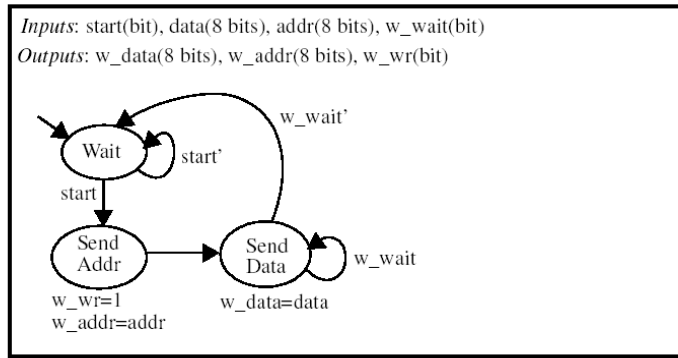 Inputs: start(bit), data(8 bits), addr(8 bits), w_wait(bit)
Outputs: w_data(8 bits), w_addr(8 bits), w_wr(bit)
w_wait’
Wait
start’
start
Send
Addr
Send
Data
w_wait
w_wr=1
w_addr=addr
w_data=data